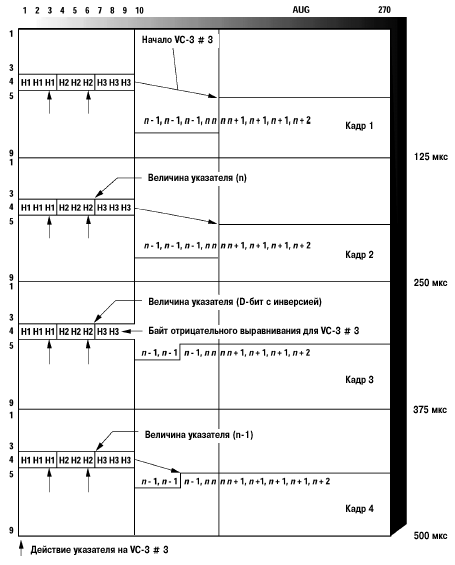 1 2 3 4 5 6 7 8 9 10 AUG 270
1
Начало VC-3 # 3
3
4 H1 H1 H1 H2 H2 H2 H3 H3 H3
5
n - 1, n - 1, n - 1, n n n n + 1, n + 1, n + 1, n + 2
Кадр 1
9
125 мкс
1
Величина указателя (n)
3
4 H1 H1 H1 H2 H2 H2 H3 H3 H3
5
n - 1, n - 1, n - 1, n n n n + 1, n + 1, n + 1, n + 2
Кадр 2
9
250 мкс
1
Величина указателя (D-бит с инверсией)
3
4 H1 H1 H1 H2 H2 H2 H3 H3
Байт отрицательного выравнивания для VC-3 # 3
5
n - 1, n - 1 n - 1, n n n n + 1, n + 1, n + 1, n + 2
Кадр 3
9
375 мкс
1
Величина указателя (n-1)
3
4 H1 H1 H1 H2 H2 H2 H3 H3 H3
5
n - 1, n - 1 n - 1, n n n n + 1, n+1, n + 1, n + 1, n + 2
Кадр 4
9
500 мкс
Действие указателя на VC-3 # 3